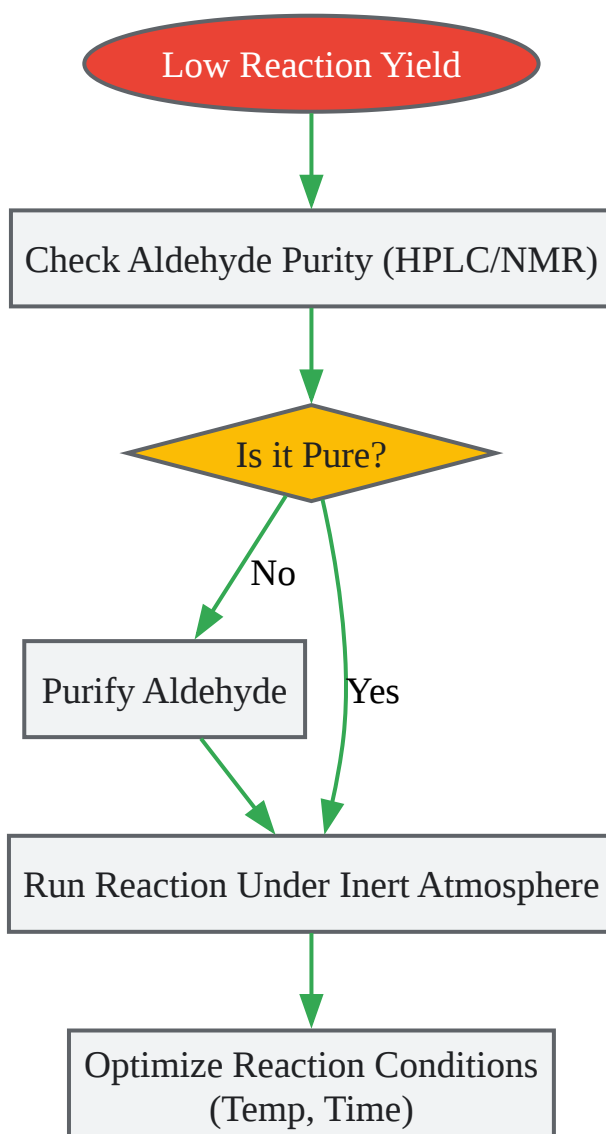 Low Reaction Yield
Check Aldehyde Purity (HPLC/NMR)
Is it Pure?
No
Purify Aldehyde
Yes
Run Reaction Under Inert Atmosphere
Optimize Reaction Conditions
(Temp, Time)